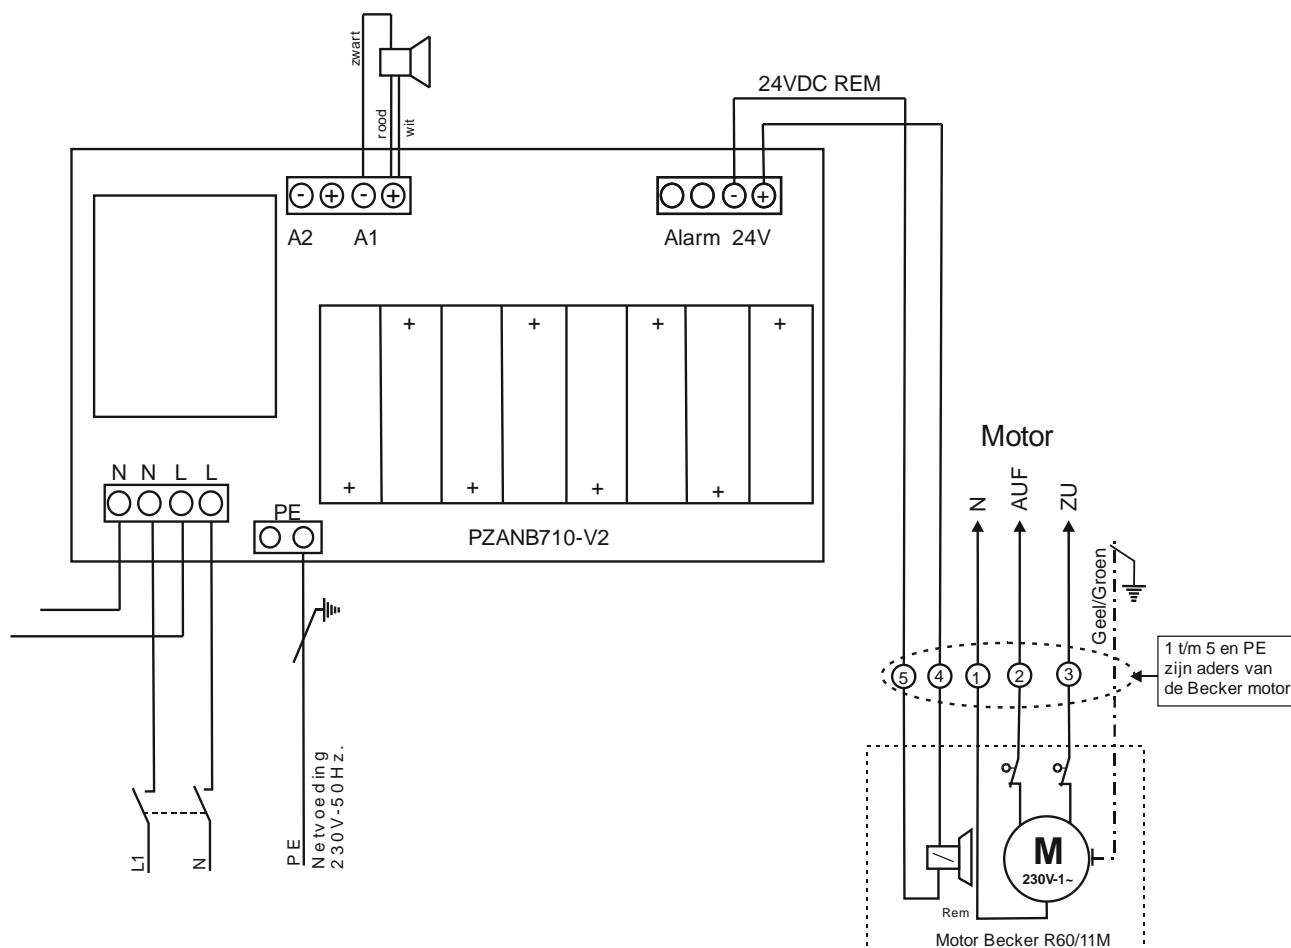 zwart
rood
wit
24VDC REM
- + - +
- +
A2 A1
Alarm 24V
+ + + +
+ + + +
N N L L
PE
PZANB710-V2
Motor
N
AUF
ZU
Geel/Groen
1 t/m 5 en PE
zijn aders van
de Becker motor
5 4 1 2 3
L1
N
PE
Netvoeding
230V-50Hz.
M
230V-1~
Rem
Motor Becker R60/11M